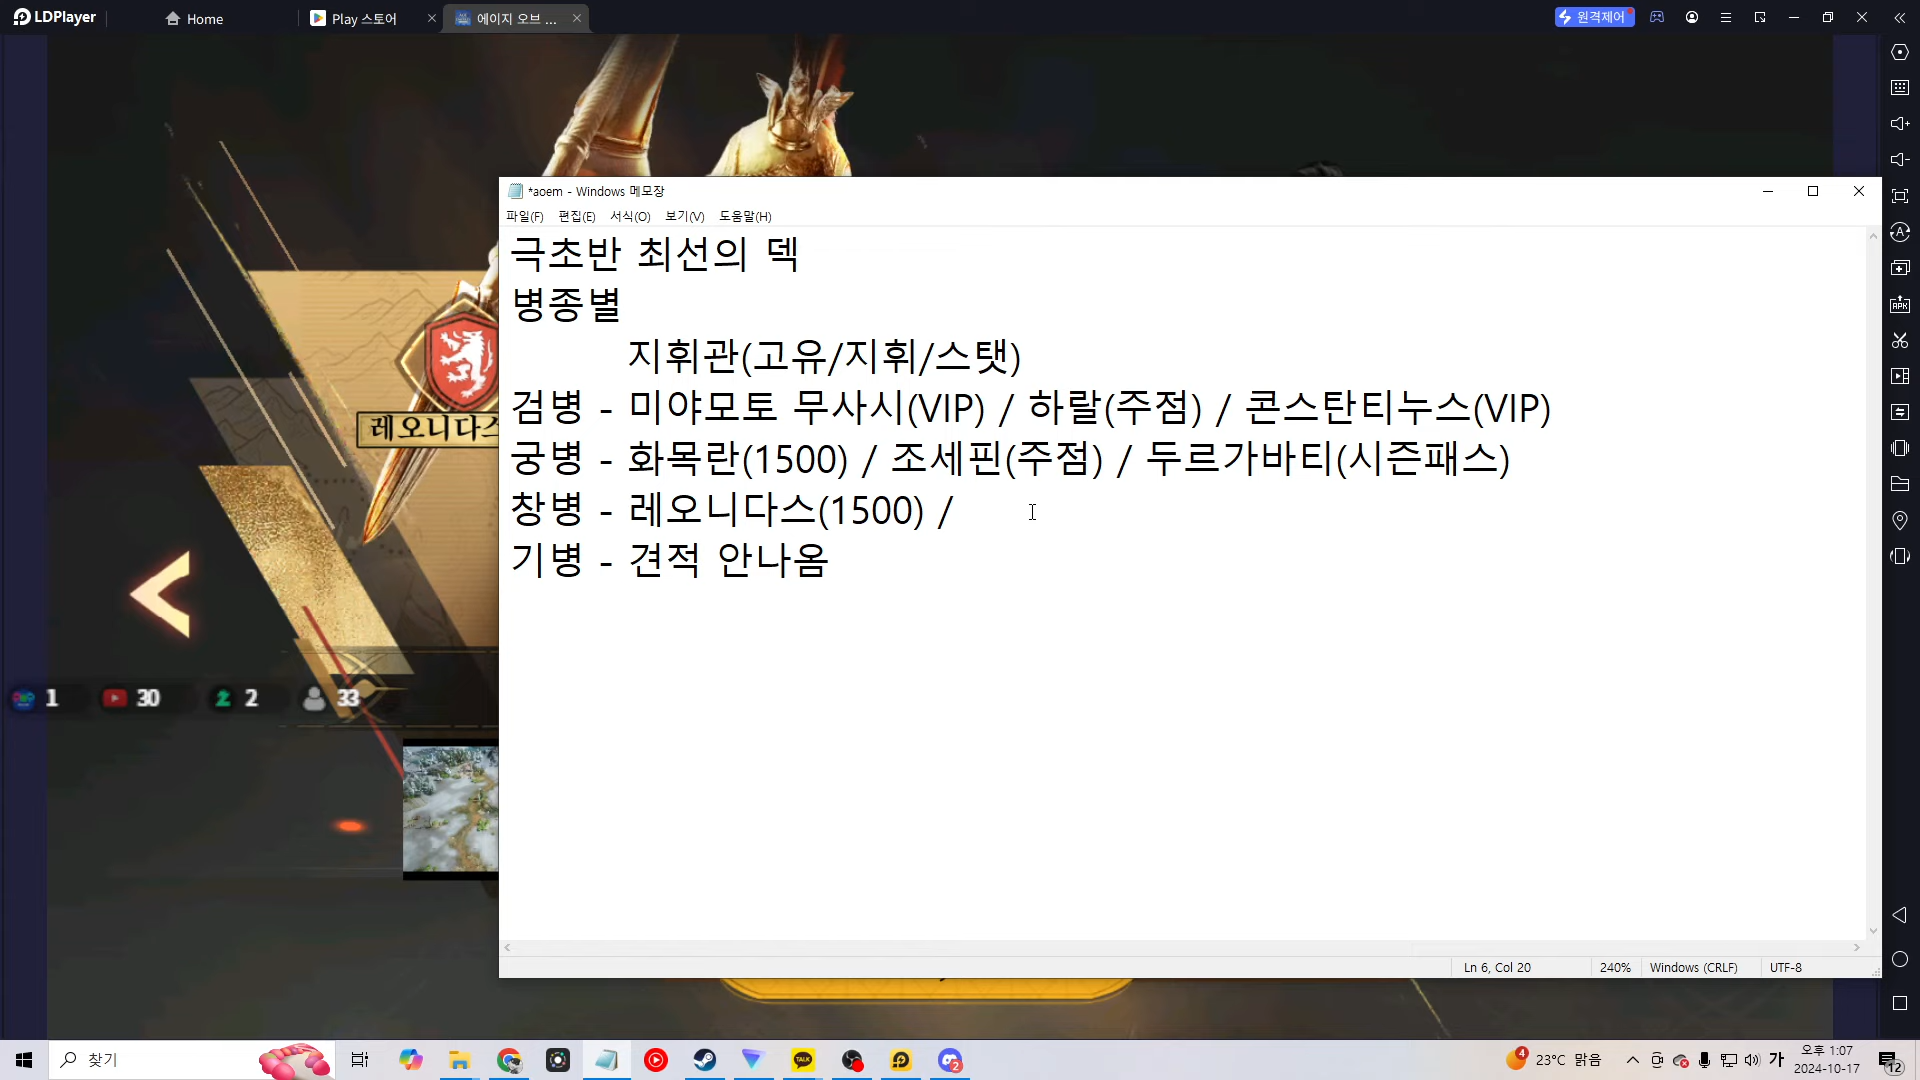 LDPlayer
Home
Play 스토어
에이지 오브 ...
원격제어
*aoem - Windows 메모장
파일(F) 편집(E) 서식(O) 보기(V) 도움말(H)
극초반 최선의 덱
병종별
지휘관(고유/지휘/스탯)
검병 - 미야모토 무사시(VIP) / 하랄(주점) / 콘스탄티누스(VIP)
궁병 - 화목란(1500) / 조세핀(주점) / 두르가바티(시즌패스)
창병 - 레오니다스(1500) /
기병 - 견적 안나옴
레오니다스
1 30 2 33
Ln 6, Col 20 240% Windows (CRLF) UTF-8
찾기
TALK
2
4
23°C 맑음
가
오후 1:07
2024-10-17
12
APK